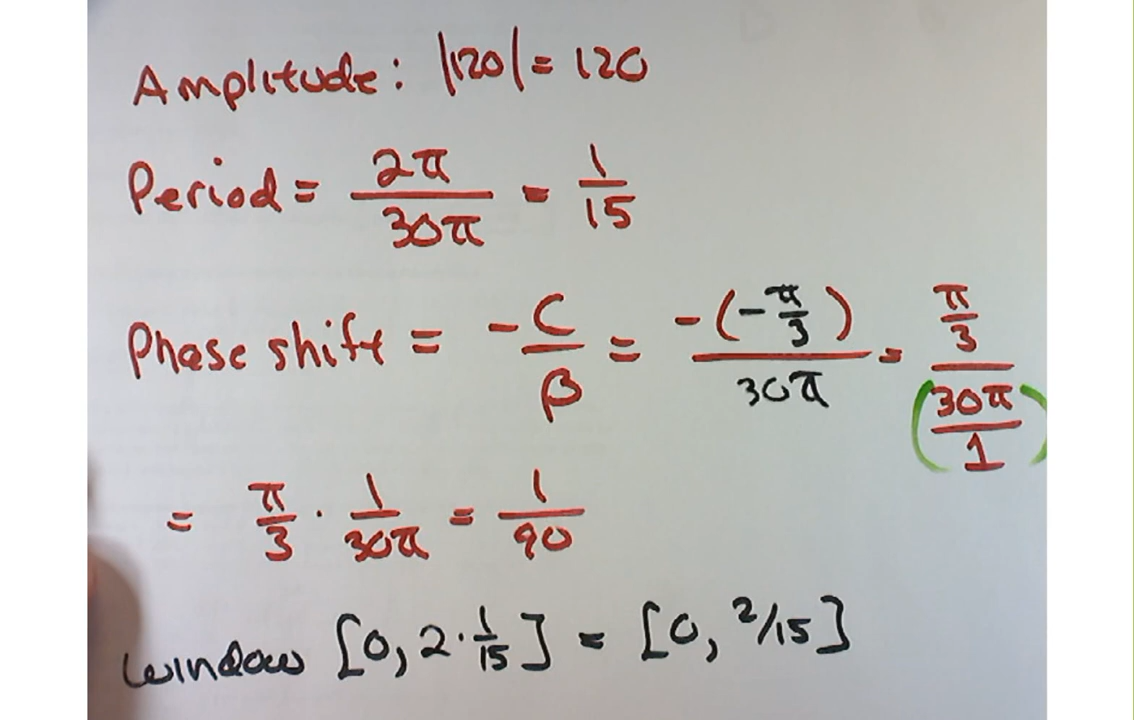 Amplitude: |120| = 120
Period = 2π/30π = 1/15
Phase shift = -C/β = -(-π/3)/30π = π/3/(30π/1)
= π/3 · 1/30π = 1/90
window [0, 2·1/15] = [0, 2/15]